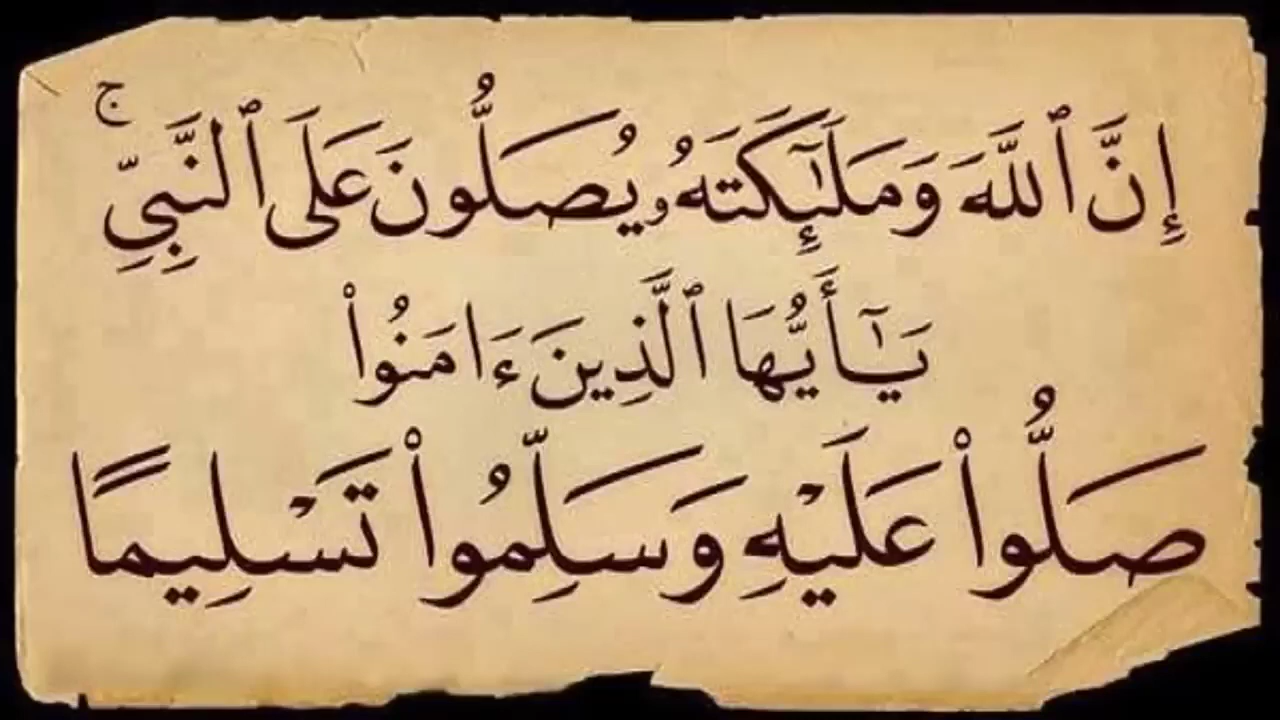 إِنَّ ٱللَّهَ وَمَلَـٰٓئِكَتَهُۥ يُصَلُّونَ عَلَى ٱلنَّبِىِّ ۚ
يَـٰٓأَيُّهَا ٱلَّذِينَ ءَامَنُوا۟
صَلُّوا۟ عَلَيْهِ وَسَلِّمُوا۟ تَسْلِيمًا